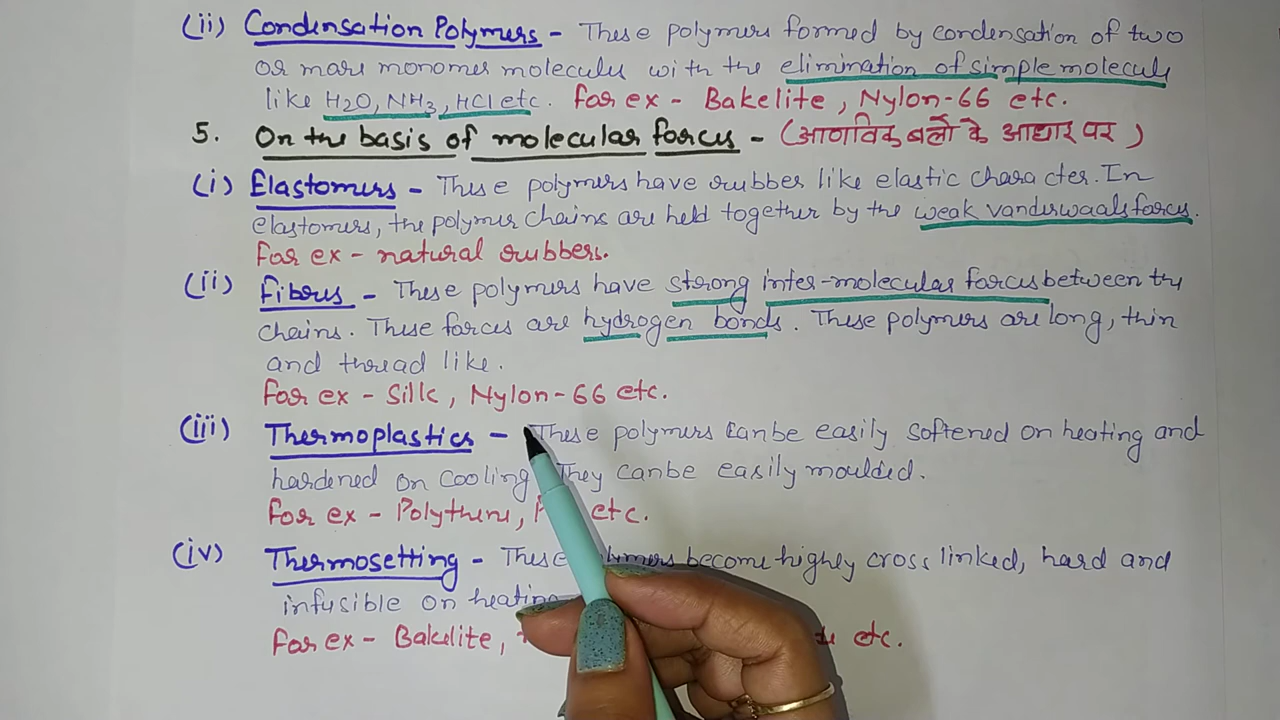 (ii) Condensation Polymers - These polymers formed by condensation of two
or more monomer molecules with the elimination of simple molecules
like H2O, NH3, HCl etc. For ex - Bakelite, Nylon-66 etc.
5. On the basis of molecular forces - (आणविक बलों के आधार पर)
(i) Elastomers - These polymers have rubber like elastic character. In
elastomers, the polymer chains are held together by the weak vanderwaals forces.
For ex - natural rubbers.
(ii) Fibres - These polymers have strong inter-molecular forces between the
chains. These forces are hydrogen bonds. These polymers are long, thin
and thread like.
For ex - Silk, Nylon-66 etc.
(iii) Thermoplastics - These polymers can be easily softened on heating and
hardened on cooling They can be easily moulded.
For ex - Polythene, etc.
(iv) Thermosetting - These polymers become highly cross linked, hard and
infusible on heating
For ex - Bakelite, etc.